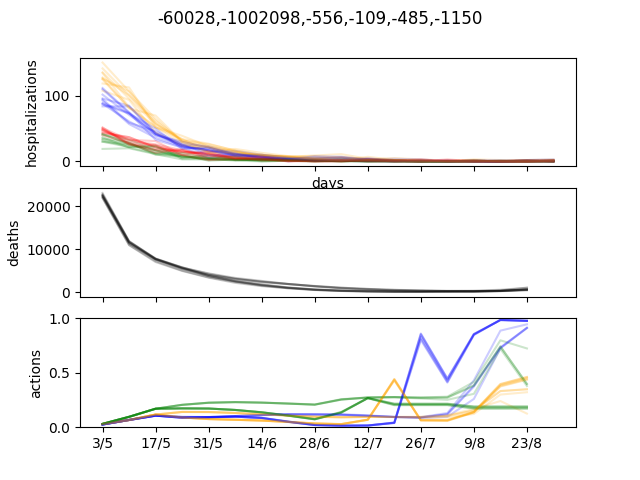 -60028,-1002098,-556,-109,-485,-1150
hospitalizations
100
0
days
deaths
20000
10000
0
actions
1.0
0.5
0.0
3/5 17/5 31/5 14/6 28/6 12/7 26/7 9/8 23/8